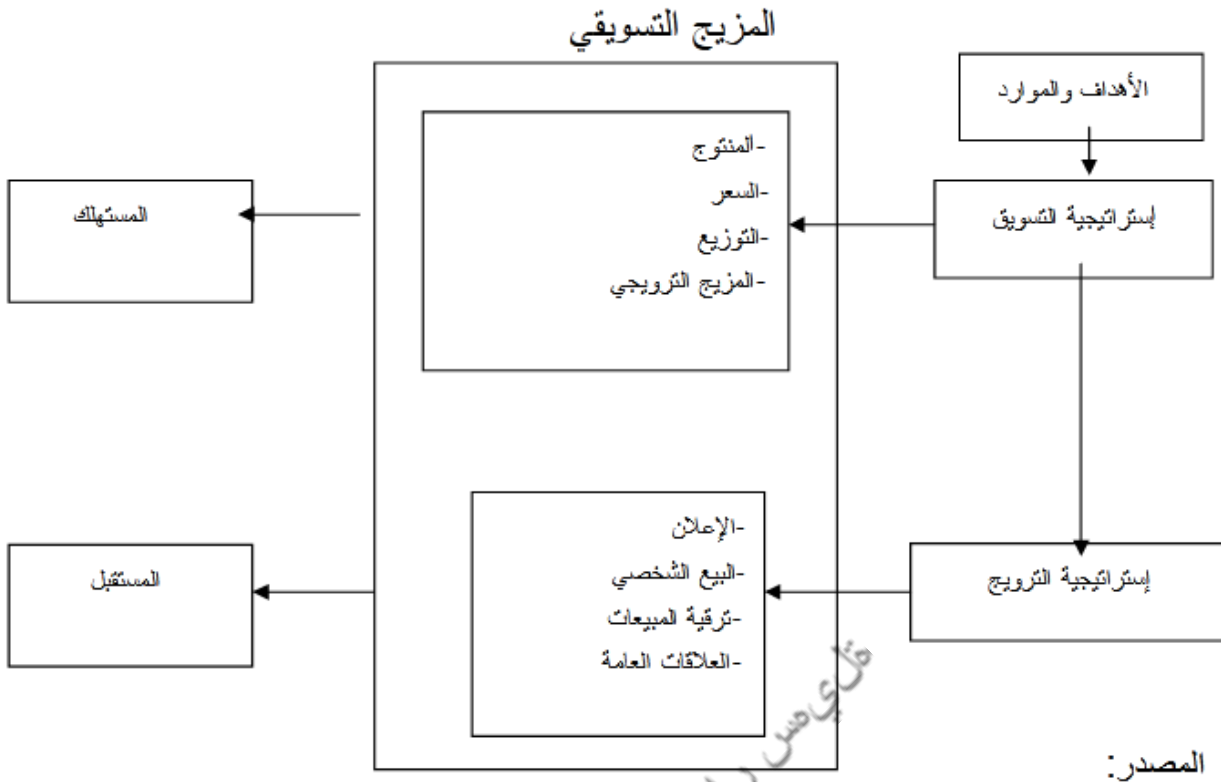 المزيج التسويقي
الأهداف والموارد
إستراتيجية التسويق
-المنتوج
-السعر
-التوزيع
-المزيج الترويجي
المستهلك
إستراتيجية الترويج
-الإعلان
-البيع الشخصي
-ترقية المبيعات
-العلاقات العامة
المستقبل
المصدر: